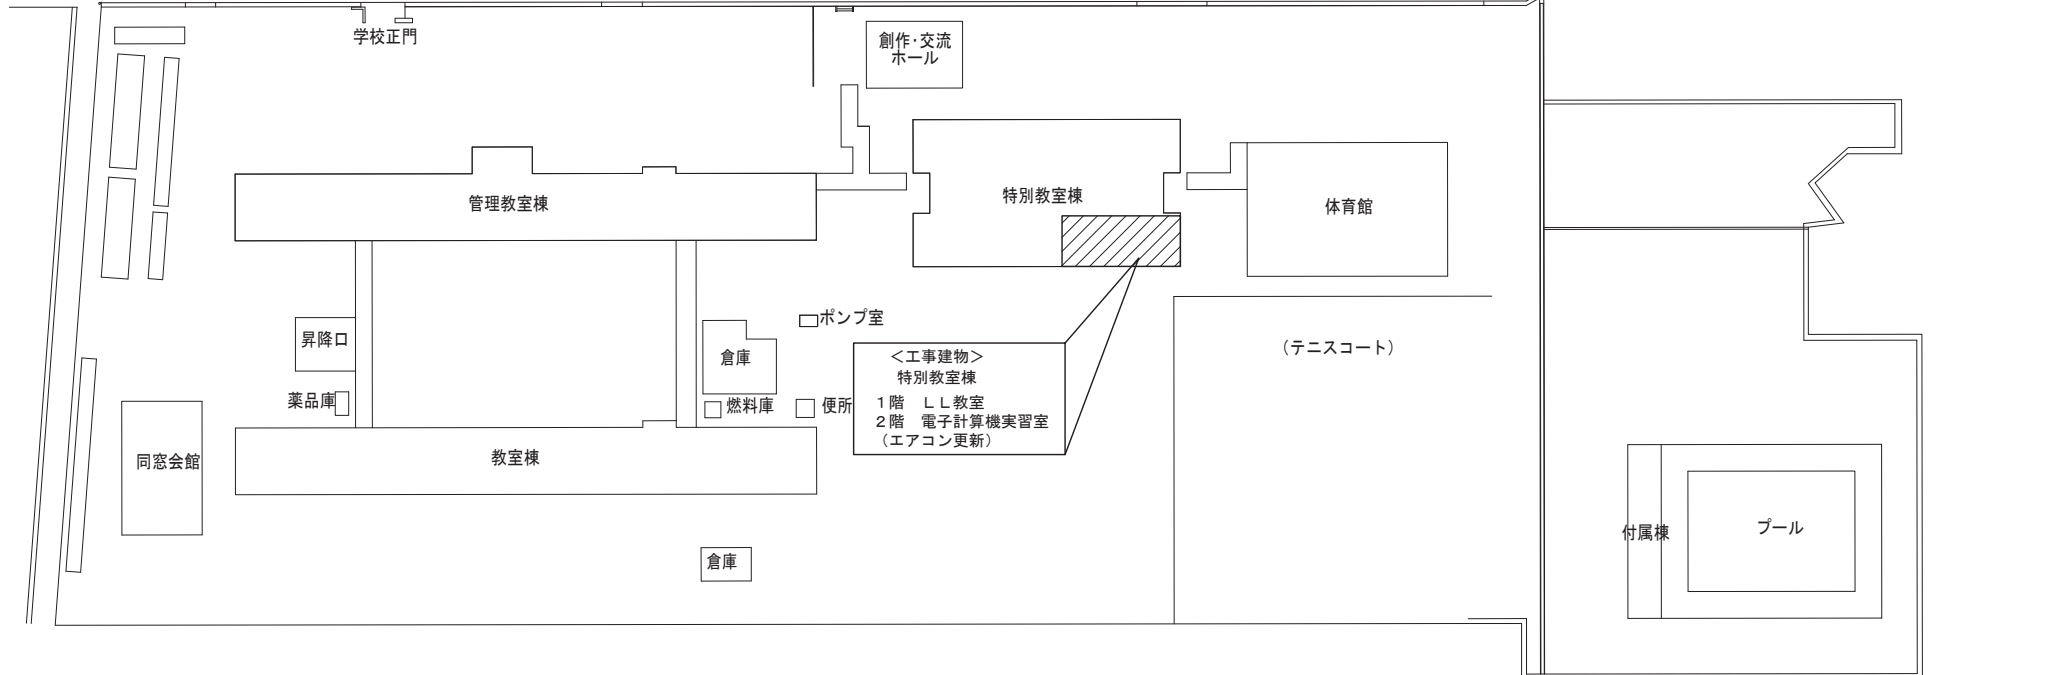 学校正門
創作・交流
ホール
管理教室棟
特別教室棟
体育館
昇降口
薬品庫
同窓会館
倉庫
燃料庫
ポンプ室
便所
教室棟
倉庫
＜工事建物＞
特別教室棟
１階　ＬＬ教室
２階　電子計算機実習室
（エアコン更新）
（テニスコート）
付属棟
プール